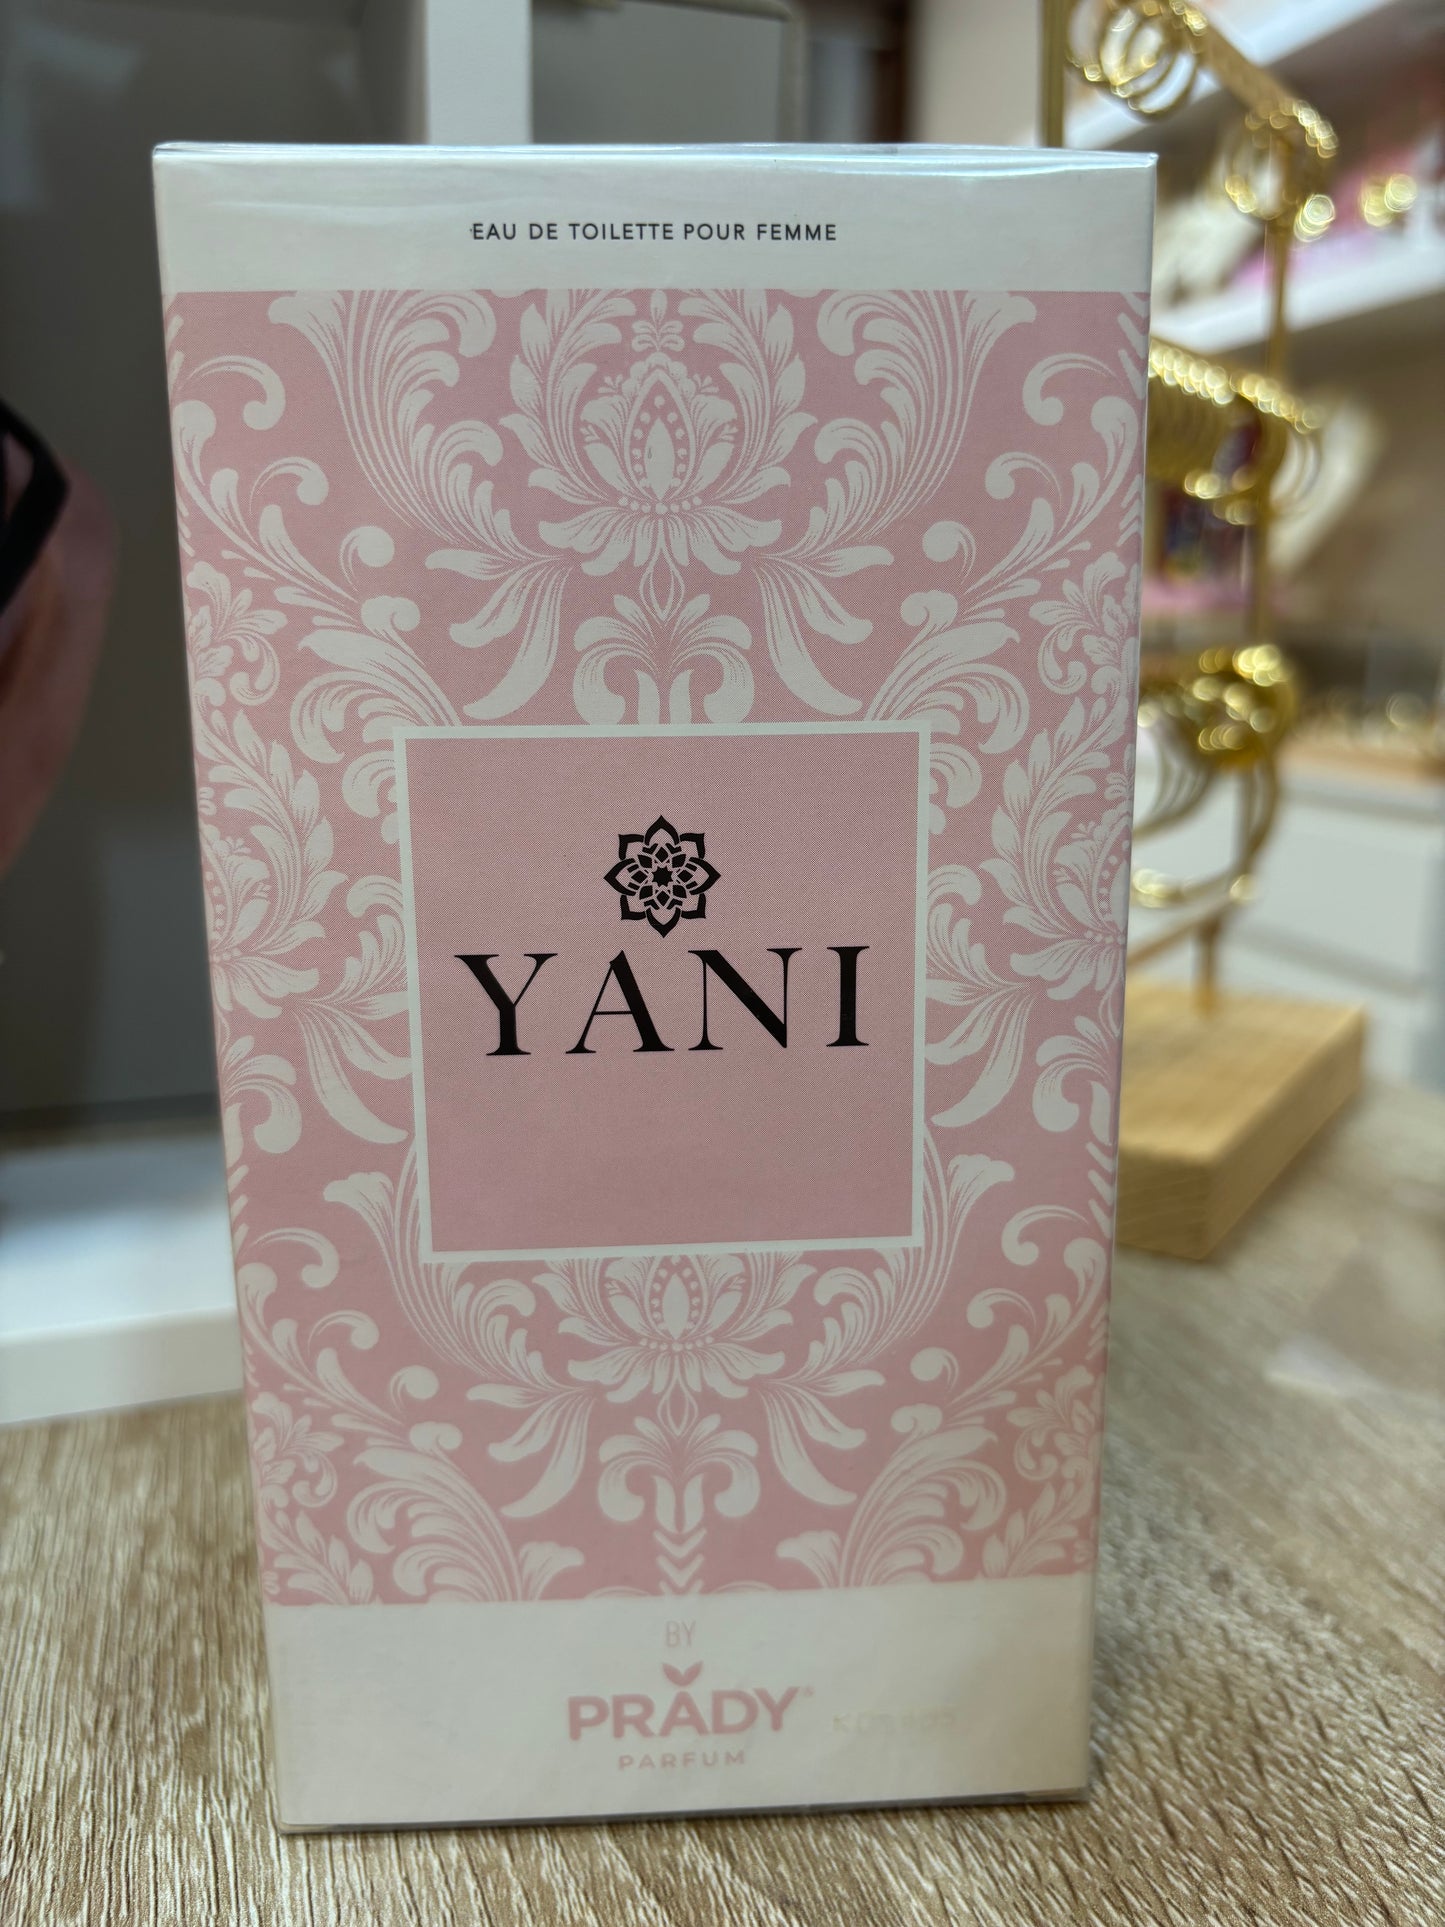 EAU DE TOILETTE POUR FEMME
YANI
BY
PRADY®
PARFUM